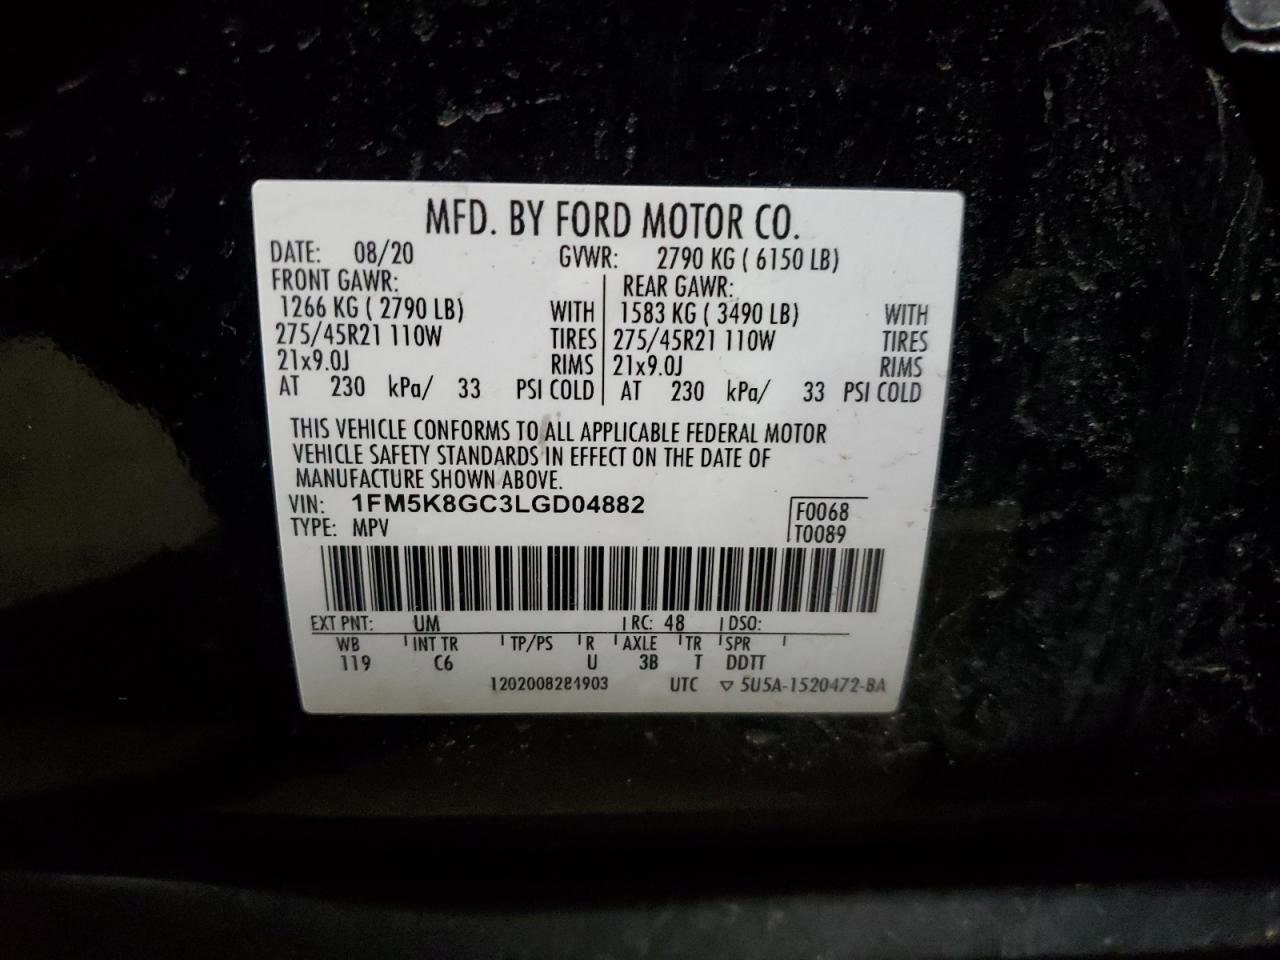 MFD. BY FORD MOTOR CO.
DATE: 08/20 GVWR: 2790 KG ( 6150 LB)
FRONT GAWR: REAR GAWR:
1266 KG ( 2790 LB) WITH 1583 KG ( 3490 LB) WITH
275/45R21 110W TIRES 275/45R21 110W TIRES
21x9.0J RIMS 21x9.0J RIMS
AT 230 kPa/ 33 PSI COLD AT 230 kPa/ 33 PSI COLD
THIS VEHICLE CONFORMS TO ALL APPLICABLE FEDERAL MOTOR
VEHICLE SAFETY STANDARDS IN EFFECT ON THE DATE OF
MANUFACTURE SHOWN ABOVE.
VIN: 1FM5K8GC3LGD04882 F0068
TYPE: MPV T0089
EXT PNT: UM RC: 48 DSO:
WB INT TR TP/PS R AXLE TR SPR
119 C6 U 3B T DDTT
1202008281903 UTC ▽ 5U5A-1520472-BA